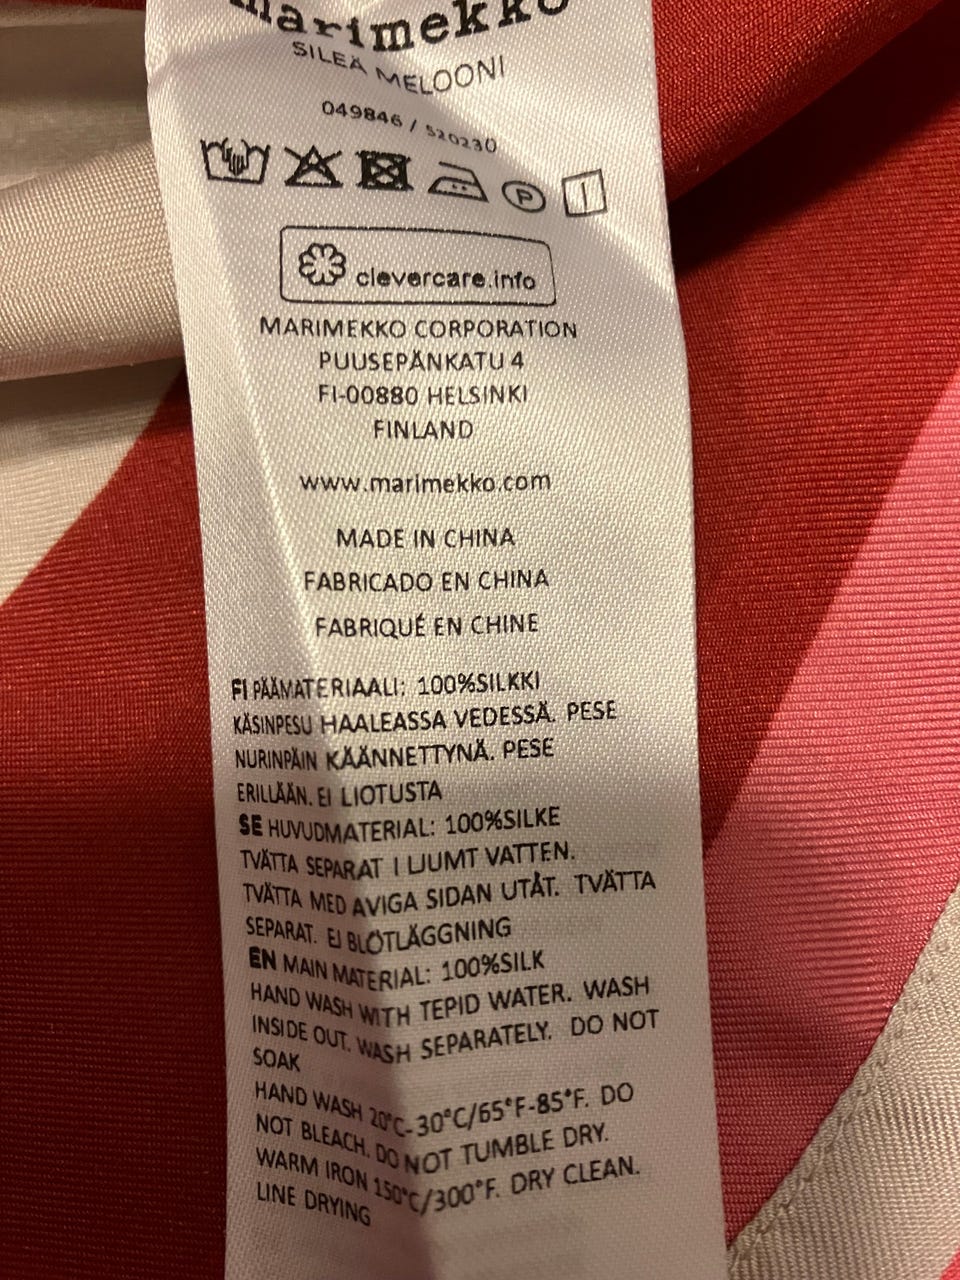 marimekko
SILEÄ MELOONI
049846 / 520230
P
clevercare.info
MARIMEKKO CORPORATION
PUUSEPÄNKATU 4
FI-00880 HELSINKI
FINLAND
www.marimekko.com
MADE IN CHINA
FABRICADO EN CHINA
FABRIQUÉ EN CHINE
FI PÄÄMATERIAALI: 100%SILKKI
KÄSINPESU HAALEASSA VEDESSÄ. PESE
NURINPÄIN KÄÄNNETTYNÄ. PESE
ERILLÄÄN. EI LIOTUSTA
SE HUVUDMATERIAL: 100%SILKE
TVÄTTA SEPARAT I LJUMT VATTEN.
TVÄTTA MED AVIGA SIDAN UTÅT. TVÄTTA
SEPARAT. EJ BLÖTLÄGGNING
EN MAIN MATERIAL: 100%SILK
HAND WASH WITH TEPID WATER. WASH
INSIDE OUT. WASH SEPARATELY. DO NOT
SOAK
HAND WASH 20°C-30°C/65°F-85°F. DO
NOT BLEACH. DO NOT TUMBLE DRY.
WARM IRON 150°C/300°F. DRY CLEAN.
LINE DRYING